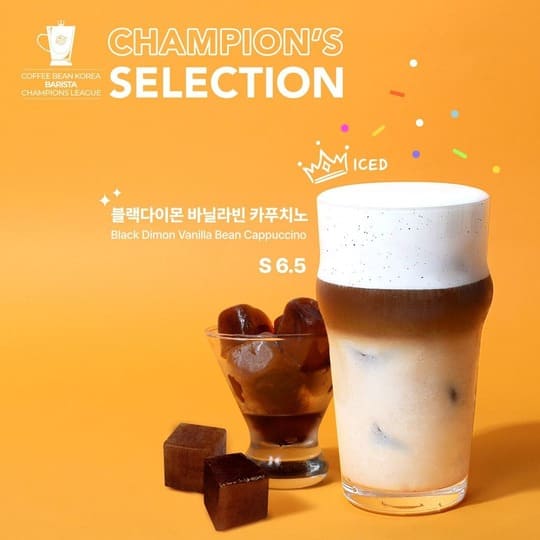 COFFEE BEAN KOREA
BARISTA
CHAMPIONS LEAGUE
CHAMPION'S
SELECTION
ICED
블랙다이몬 바닐라빈 카푸치노
Black Dimon Vanilla Bean Cappuccino
S 6.5